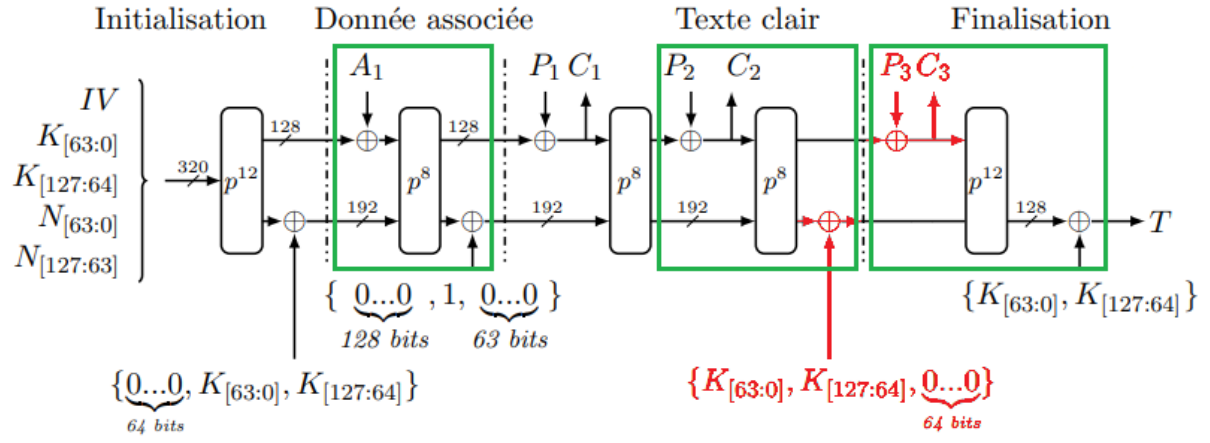 Initialisation Donnée associée Texte clair Finalisation
A₁ P₁ C₁ P₂ C₂ P₃ C₃
IV
K[63:0]
K[127:64]
N[63:0]
N[127:63]
320 p¹² 128 128 p⁸ 192 192 p⁸ 192 p⁸ p¹² 128 T
{ 0...0 , 1, 0...0 }
128 bits 63 bits
{K[63:0], K[127:64]}
{0...0, K[63:0], K[127:64]}
64 bits
{K[63:0], K[127:64], 0...0}
64 bits